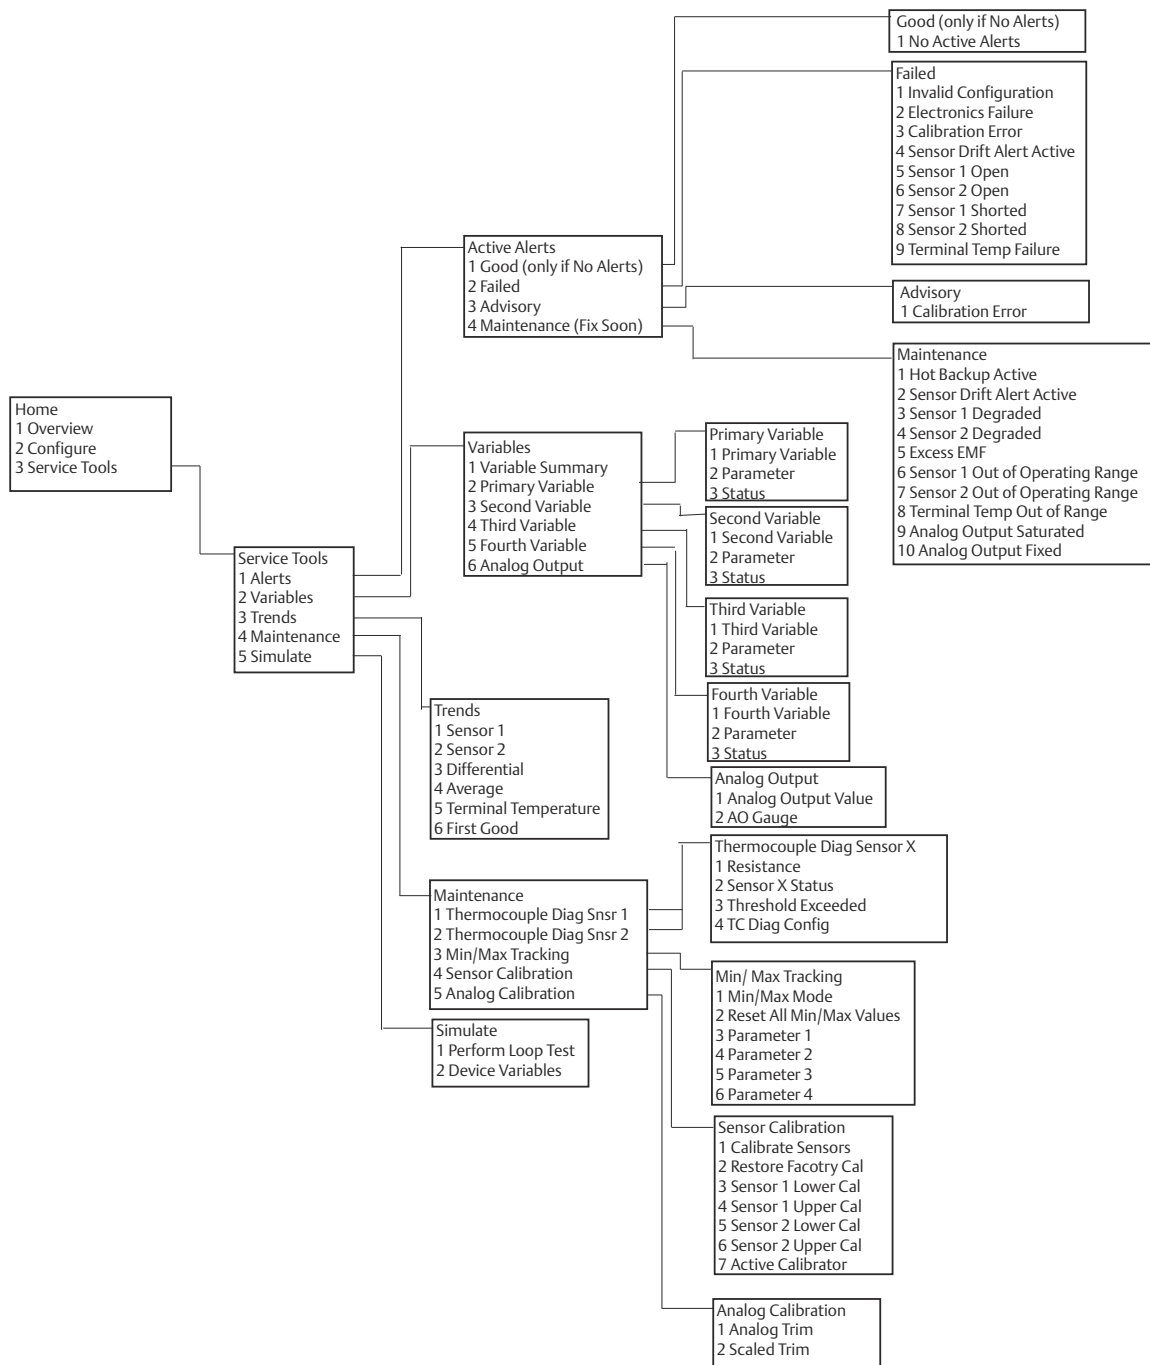 Home
1 Overview
2 Configure
3 Service Tools
Service Tools
1 Alerts
2 Variables
3 Trends
4 Maintenance
5 Simulate
Active Alerts
1 Good (only if No Alerts)
2 Failed
3 Advisory
4 Maintenance (Fix Soon)
Variables
1 Variable Summary
2 Primary Variable
3 Second Variable
4 Third Variable
5 Fourth Variable
6 Analog Output
Trends
1 Sensor 1
2 Sensor 2
3 Differential
4 Average
5 Terminal Temperature
6 First Good
Maintenance
1 Thermocouple Diag Snsr 1
2 Thermocouple Diag Snsr 2
3 Min/Max Tracking
4 Sensor Calibration
5 Analog Calibration
Simulate
1 Perform Loop Test
2 Device Variables
Good (only if No Alerts)
1 No Active Alerts
Failed
1 Invalid Configuration
2 Electronics Failure
3 Calibration Error
4 Sensor Drift Alert Active
5 Sensor 1 Open
6 Sensor 2 Open
7 Sensor 1 Shorted
8 Sensor 2 Shorted
9 Terminal Temp Failure
Advisory
1 Calibration Error
Maintenance
1 Hot Backup Active
2 Sensor Drift Alert Active
3 Sensor 1 Degraded
4 Sensor 2 Degraded
5 Excess EMF
6 Sensor 1 Out of Operating Range
7 Sensor 2 Out of Operating Range
8 Terminal Temp Out of Range
9 Analog Output Saturated
10 Analog Output Fixed
Primary Variable
1 Primary Variable
2 Parameter
3 Status
Second Variable
1 Second Variable
2 Parameter
3 Status
Third Variable
1 Third Variable
2 Parameter
3 Status
Fourth Variable
1 Fourth Variable
2 Parameter
3 Status
Analog Output
1 Analog Output Value
2 AO Gauge
Thermocouple Diag Sensor X
1 Resistance
2 Sensor X Status
3 Threshold Exceeded
4 TC Diag Config
Min/ Max Tracking
1 Min/Max Mode
2 Reset All Min/Max Values
3 Parameter 1
4 Parameter 2
5 Parameter 3
6 Parameter 4
Sensor Calibration
1 Calibrate Sensors
2 Restore Facotry Cal
3 Sensor 1 Lower Cal
4 Sensor 1 Upper Cal
5 Sensor 2 Lower Cal
6 Sensor 2 Upper Cal
7 Active Calibrator
Analog Calibration
1 Analog Trim
2 Scaled Trim